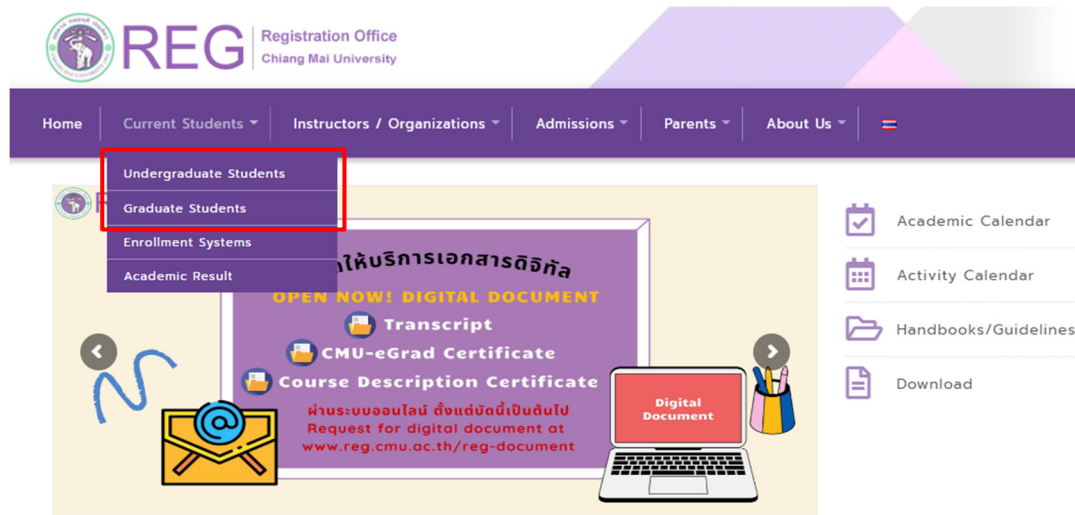 REG
Registration Office
Chiang Mai University
Home
Current Students
Instructors / Organizations
Admissions
Parents
About Us
Undergraduate Students
Graduate Students
Enrollment Systems
Academic Result
ให้บริการเอกสารดิจิทัล
OPEN NOW! DIGITAL DOCUMENT
Transcript
CMU-eGrad Certificate
Course Description Certificate
ผ่านระบบออนไลน์ ตั้งแต่บัดนี้เป็นต้นไป
Request for digital document at
www.reg.cmu.ac.th/reg-document
Digital
Document
Academic Calendar
Activity Calendar
Handbooks/Guidelines
Download